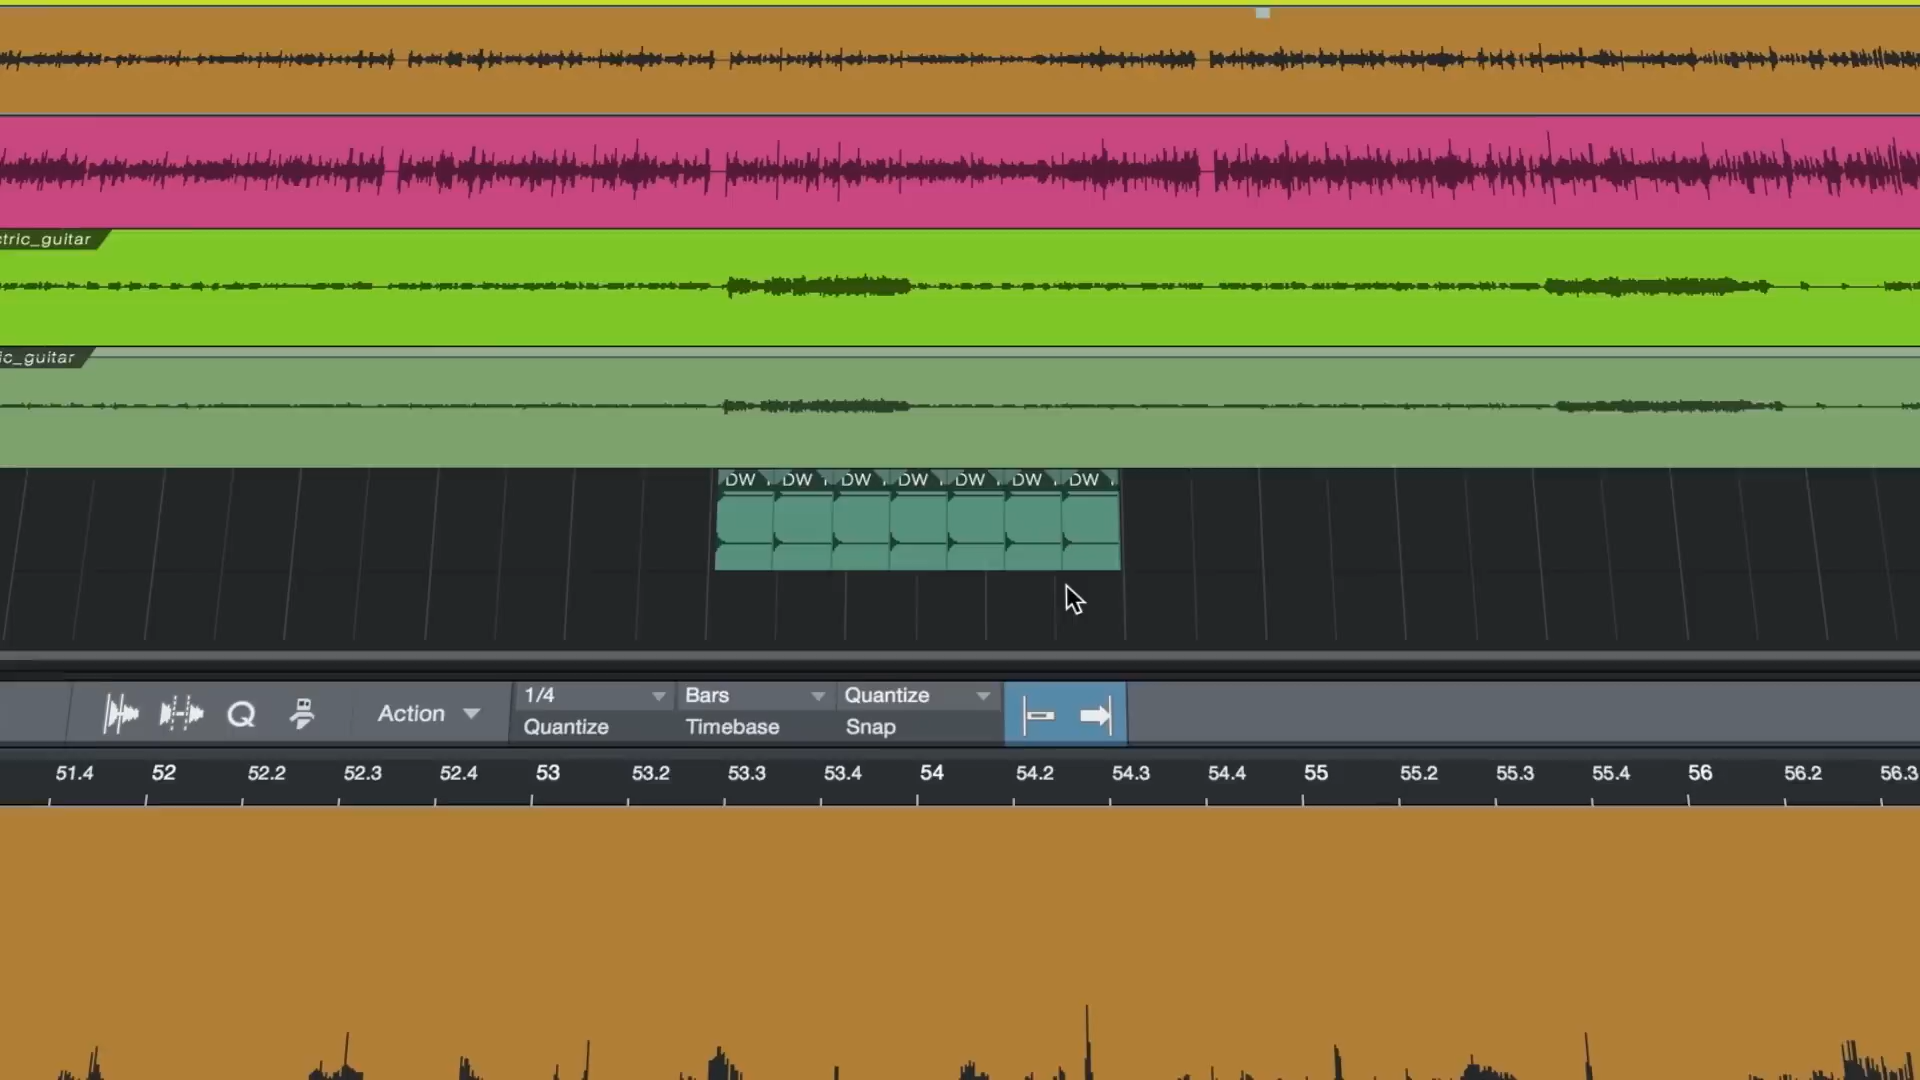 ctric_guitar
ic_guitar
DW DW DW DW DW DW DW
Action
1/4
Quantize
Bars
Timebase
Quantize
Snap
51.4 52 52.2 52.3 52.4 53 53.2 53.3 53.4 54 54.2 54.3 54.4 55 55.2 55.3 55.4 56 56.2 56.3